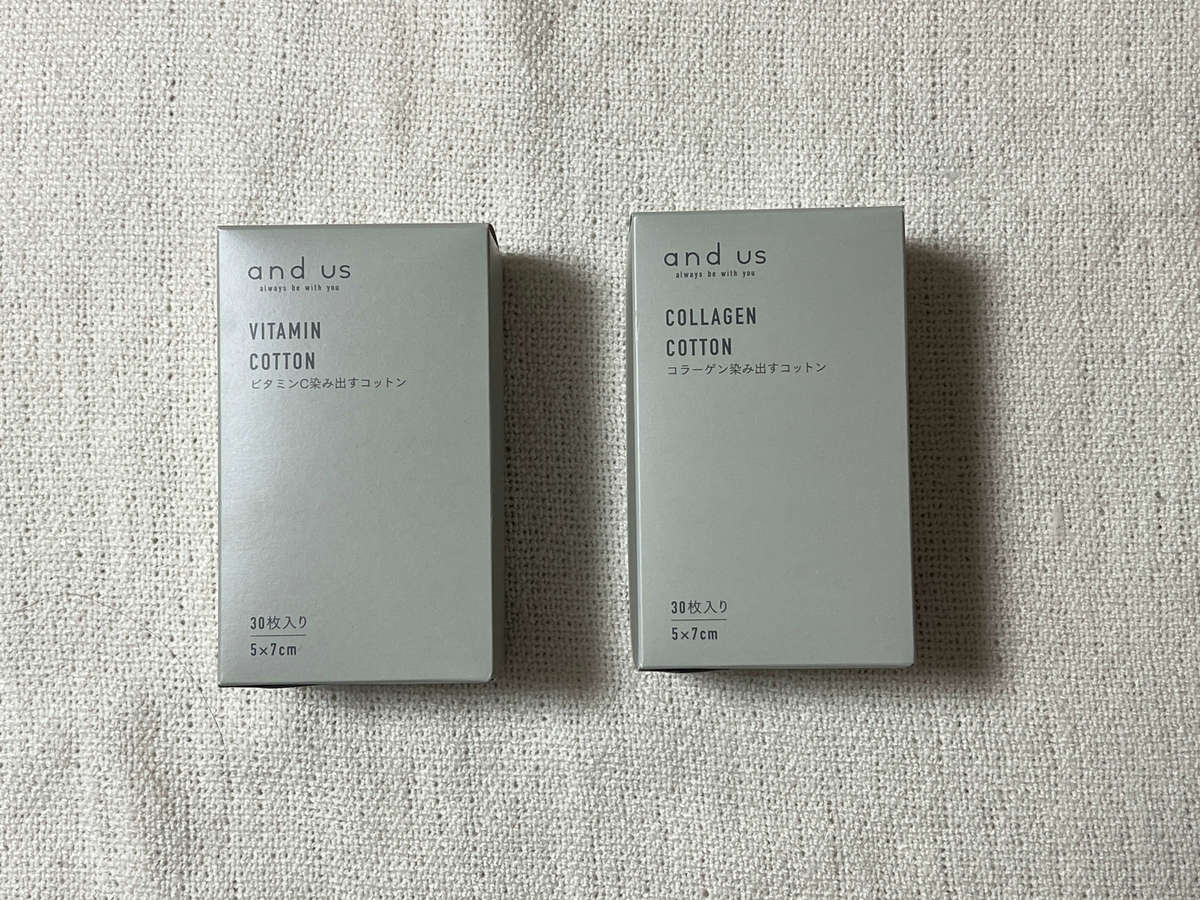 and us
always be with you
VITAMIN
COTTON
ビタミンC染み出すコットン
30枚入り
5×7cm
and us
always be with you
COLLAGEN
COTTON
コラーゲン染み出すコットン
30枚入り
5×7cm